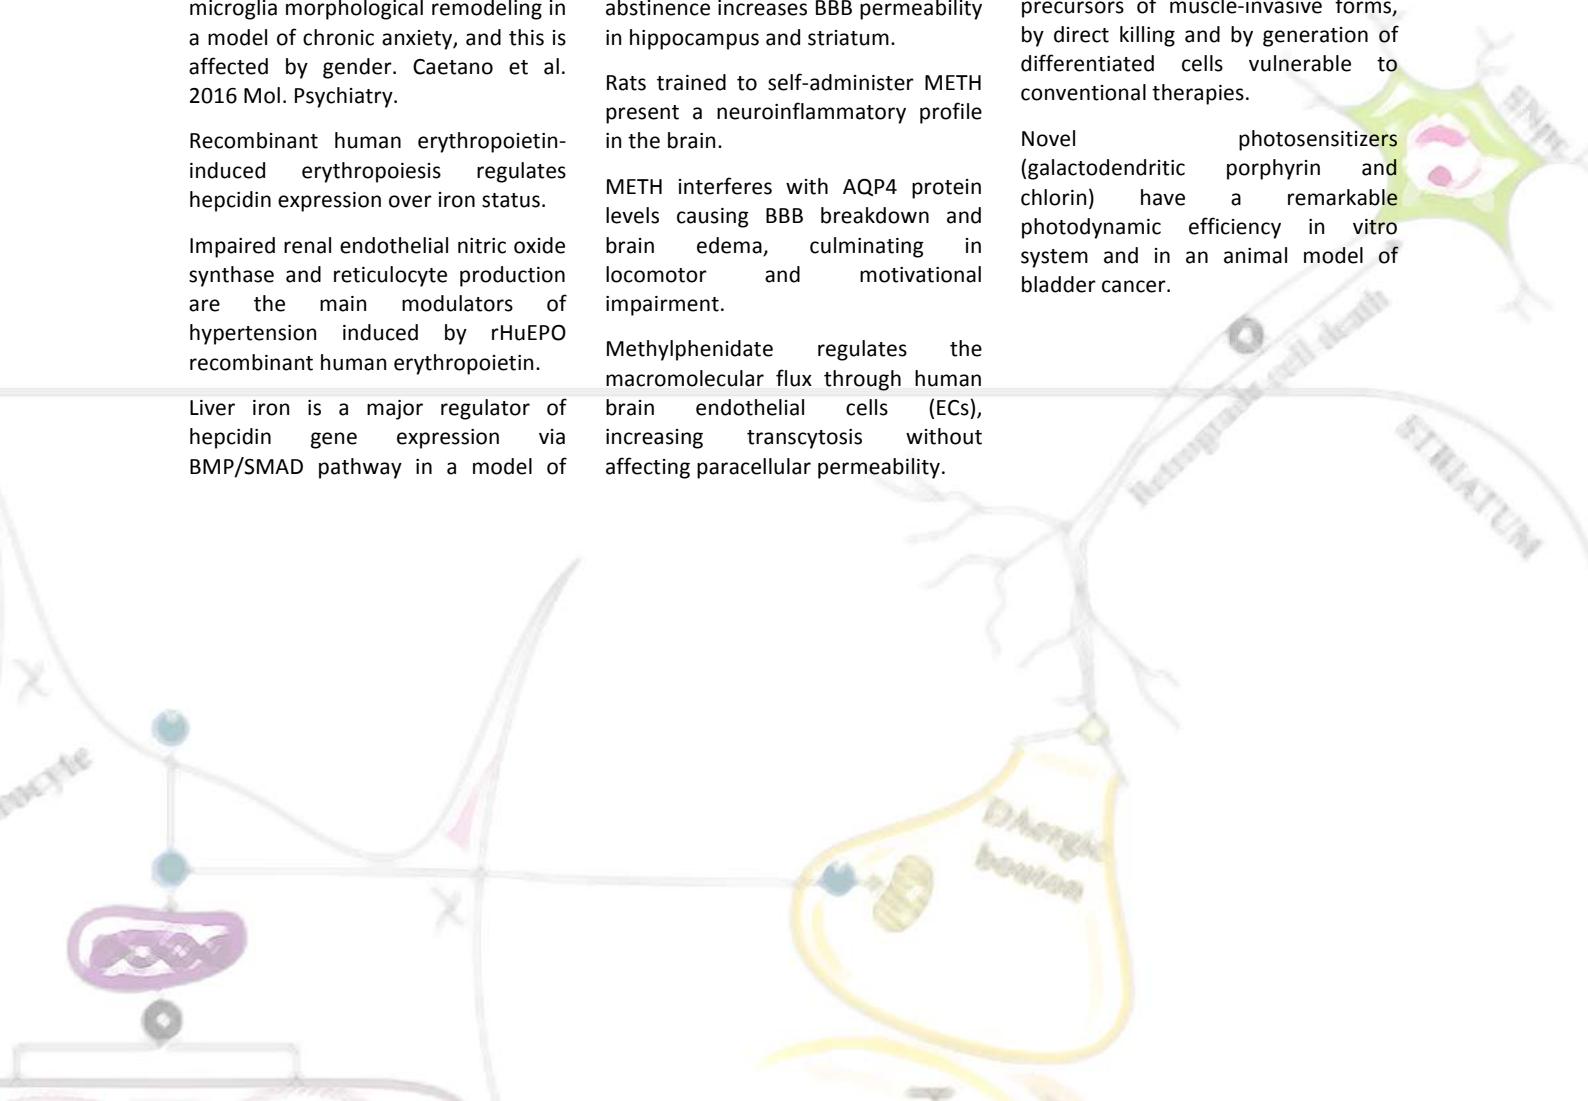 microglia morphological remodeling in
a model of chronic anxiety, and this is
affected by gender. Caetano et al.
2016 Mol. Psychiatry.
Recombinant human erythropoietin-
induced erythropoiesis regulates
hepcidin expression over iron status.
Impaired renal endothelial nitric oxide
synthase and reticulocyte production
are the main modulators of
hypertension induced by rHuEPO
recombinant human erythropoietin.
Liver iron is a major regulator of
hepcidin gene expression via
BMP/SMAD pathway in a model of
abstinence increases BBB permeability
in hippocampus and striatum.
Rats trained to self-administer METH
present a neuroinflammatory profile
in the brain.
METH interferes with AQP4 protein
levels causing BBB breakdown and
brain edema, culminating in
locomotor and motivational
impairment.
Methylphenidate regulates the
macromolecular flux through human
brain endothelial cells (ECs),
increasing transcytosis without
affecting paracellular permeability.
precursors of muscle-invasive forms,
by direct killing and by generation of
differentiated cells vulnerable to
conventional therapies.
Novel photosensitizers
(galactodendritic porphyrin and
chlorin) have a remarkable
photodynamic efficiency in vitro
system and in an animal model of
bladder cancer.
SNpc
Retrograde cell death
STRIATUM
DAergic
bouton